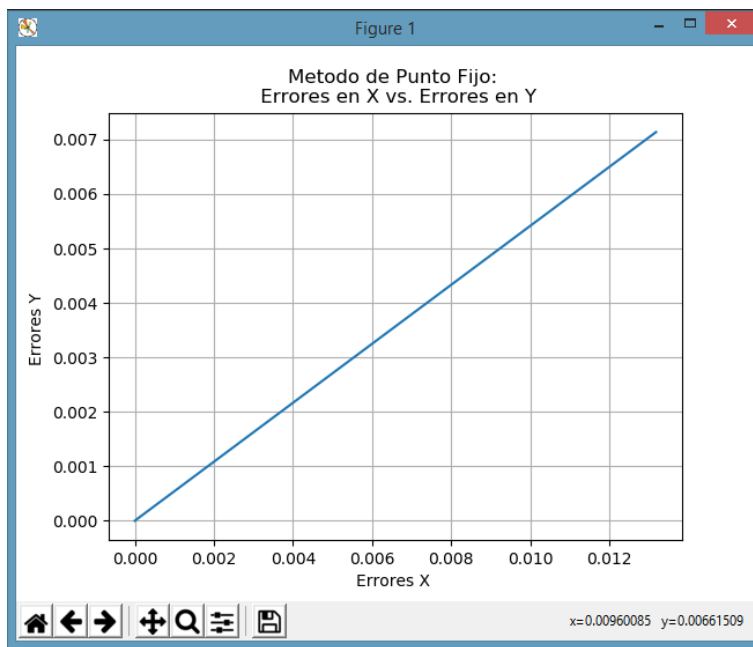 Figure 1
Metodo de Punto Fijo:
Errores en X vs. Errores en Y
0.007
0.006
0.005
0.004
0.003
0.002
0.001
0.000
Errores Y
0.000 0.002 0.004 0.006 0.008 0.010 0.012
Errores X
x=0.00960085 y=0.00661509